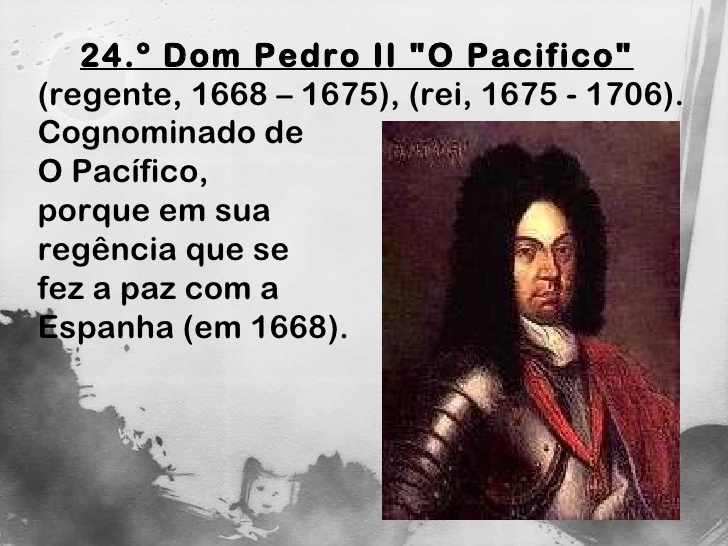 24.º Dom Pedro II "O Pacifico"
(regente, 1668 – 1675), (rei, 1675 - 1706).
Cognominado de
O Pacífico,
porque em sua
regência que se
fez a paz com a
Espanha (em 1668).